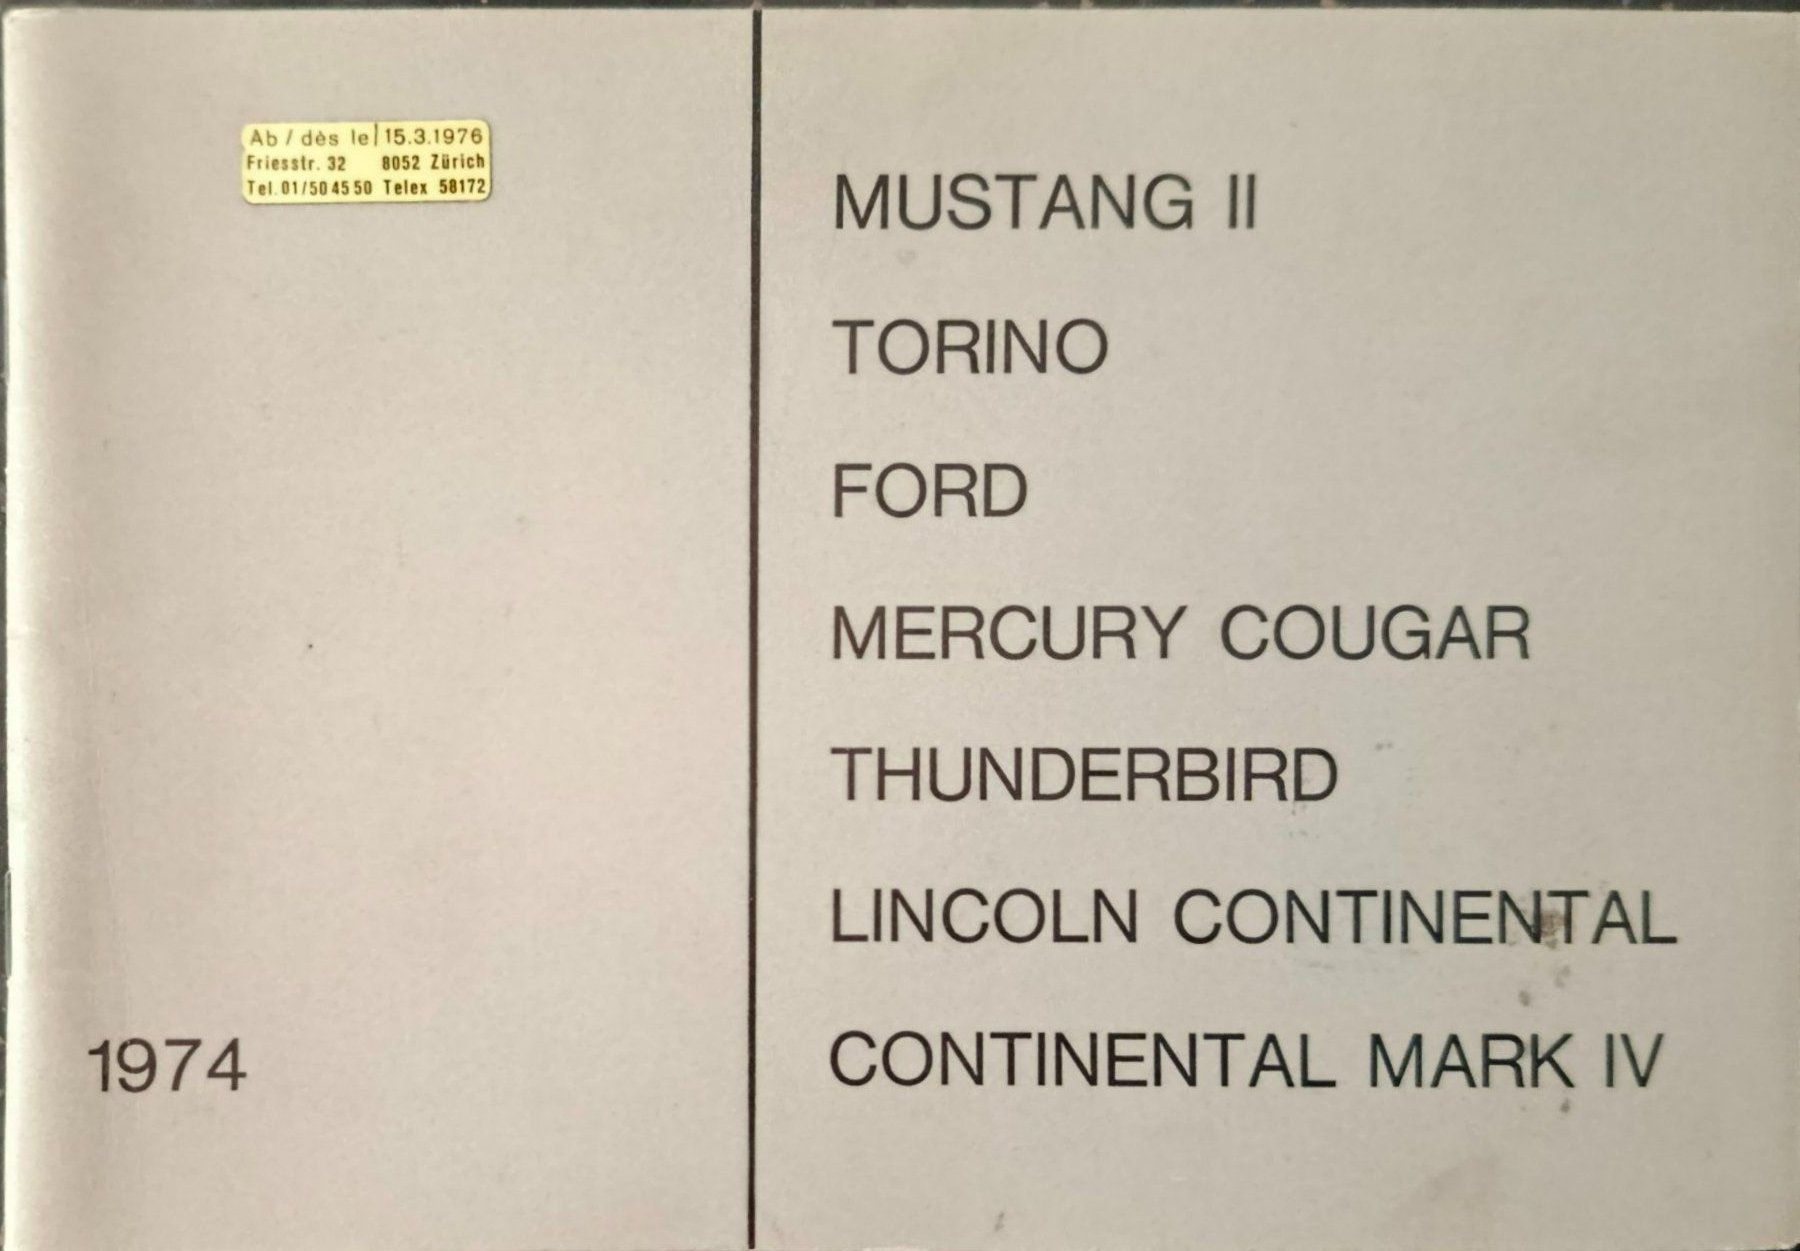 Ab / dès le 15.3.1976
Friesstr. 32 8052 Zürich
Tel. 01/50 45 50 Telex 58172
MUSTANG II
TORINO
FORD
MERCURY COUGAR
THUNDERBIRD
LINCOLN CONTINENTAL
1974
CONTINENTAL MARK IV